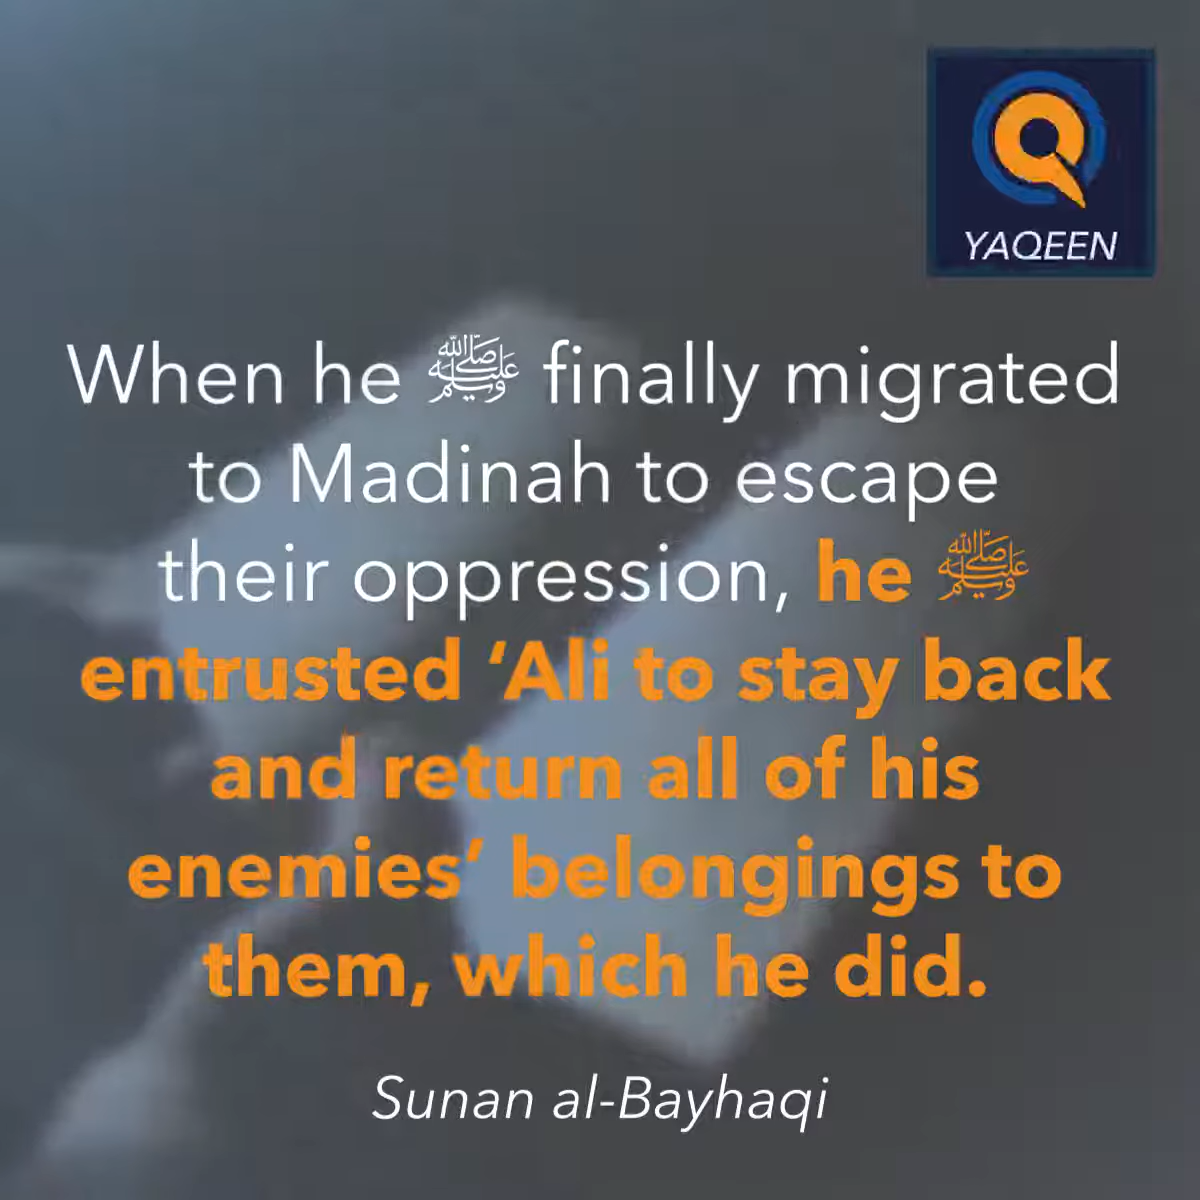 YAQEEN
When he ﷺ finally migrated
to Madinah to escape
their oppression, he ﷺ
entrusted ‘Ali to stay back
and return all of his
enemies’ belongings to
them, which he did.
Sunan al-Bayhaqi